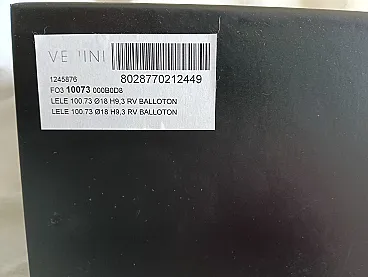 1245876
8028770212449
FO3 10073 000B0D8
LELE 100.73 Ø18 H9,3 RV BALLOTON
LELE 100.73 Ø18 H9,3 RV BALLOTON